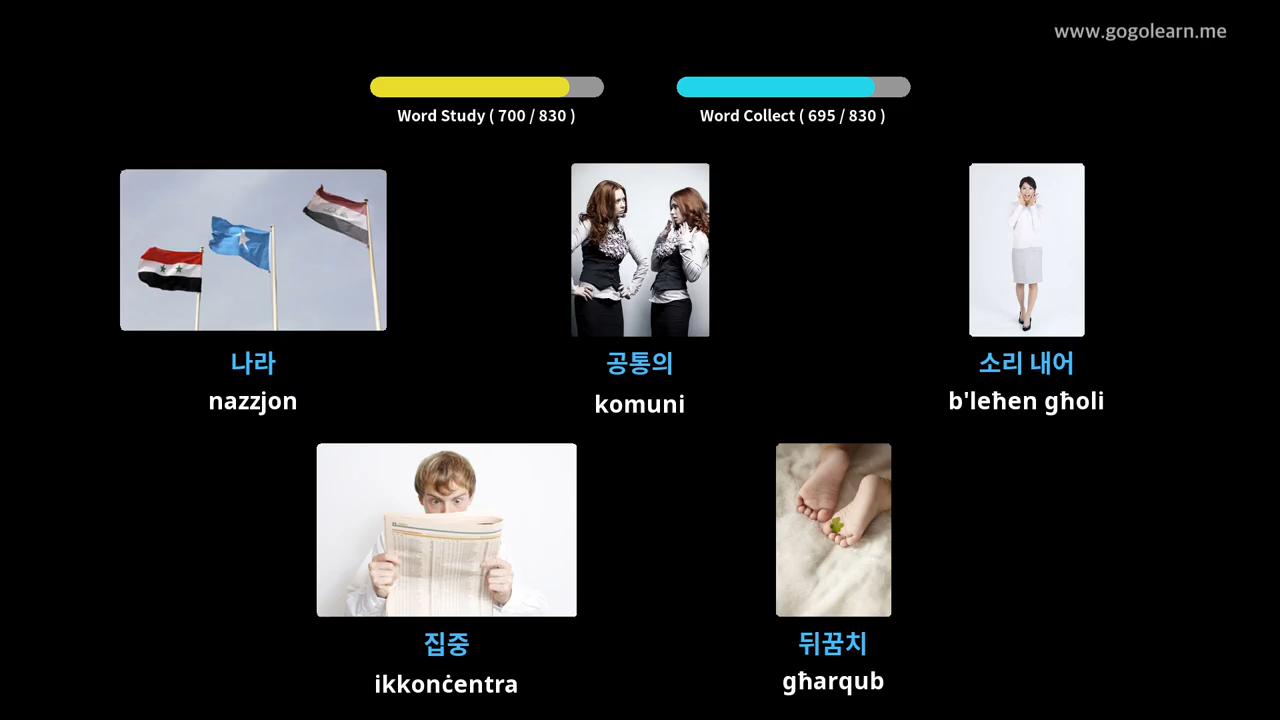 www.gogolearn.me
Word Study ( 700 / 830 )
Word Collect ( 695 / 830 )
나라
nazzjon
공통의
komuni
소리 내어
b'leħen għoli
집중
ikkonċentra
뒤꿈치
għarqub